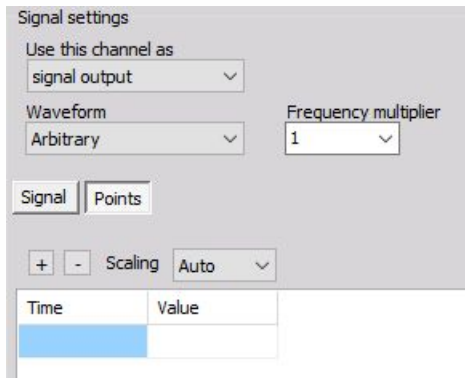 Signal settings
Use this channel as
signal output
Waveform Frequency multiplier
Arbitrary 1
Signal Points
+ - Scaling Auto
Time Value